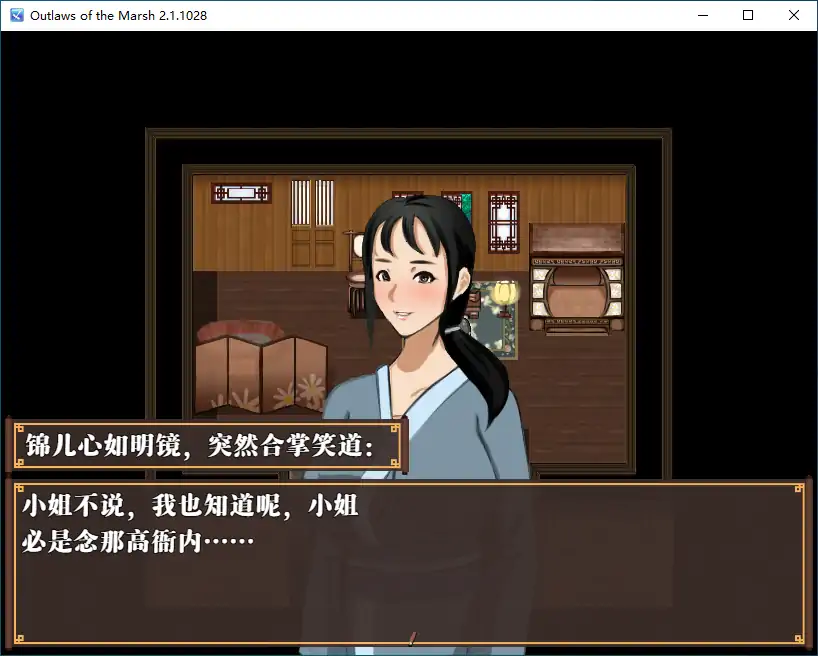 Outlaws of the Marsh 2.1.1028
锦儿心如明镜，突然合掌笑道：
小姐不说，我也知道呢，小姐
必是念那高衙内……